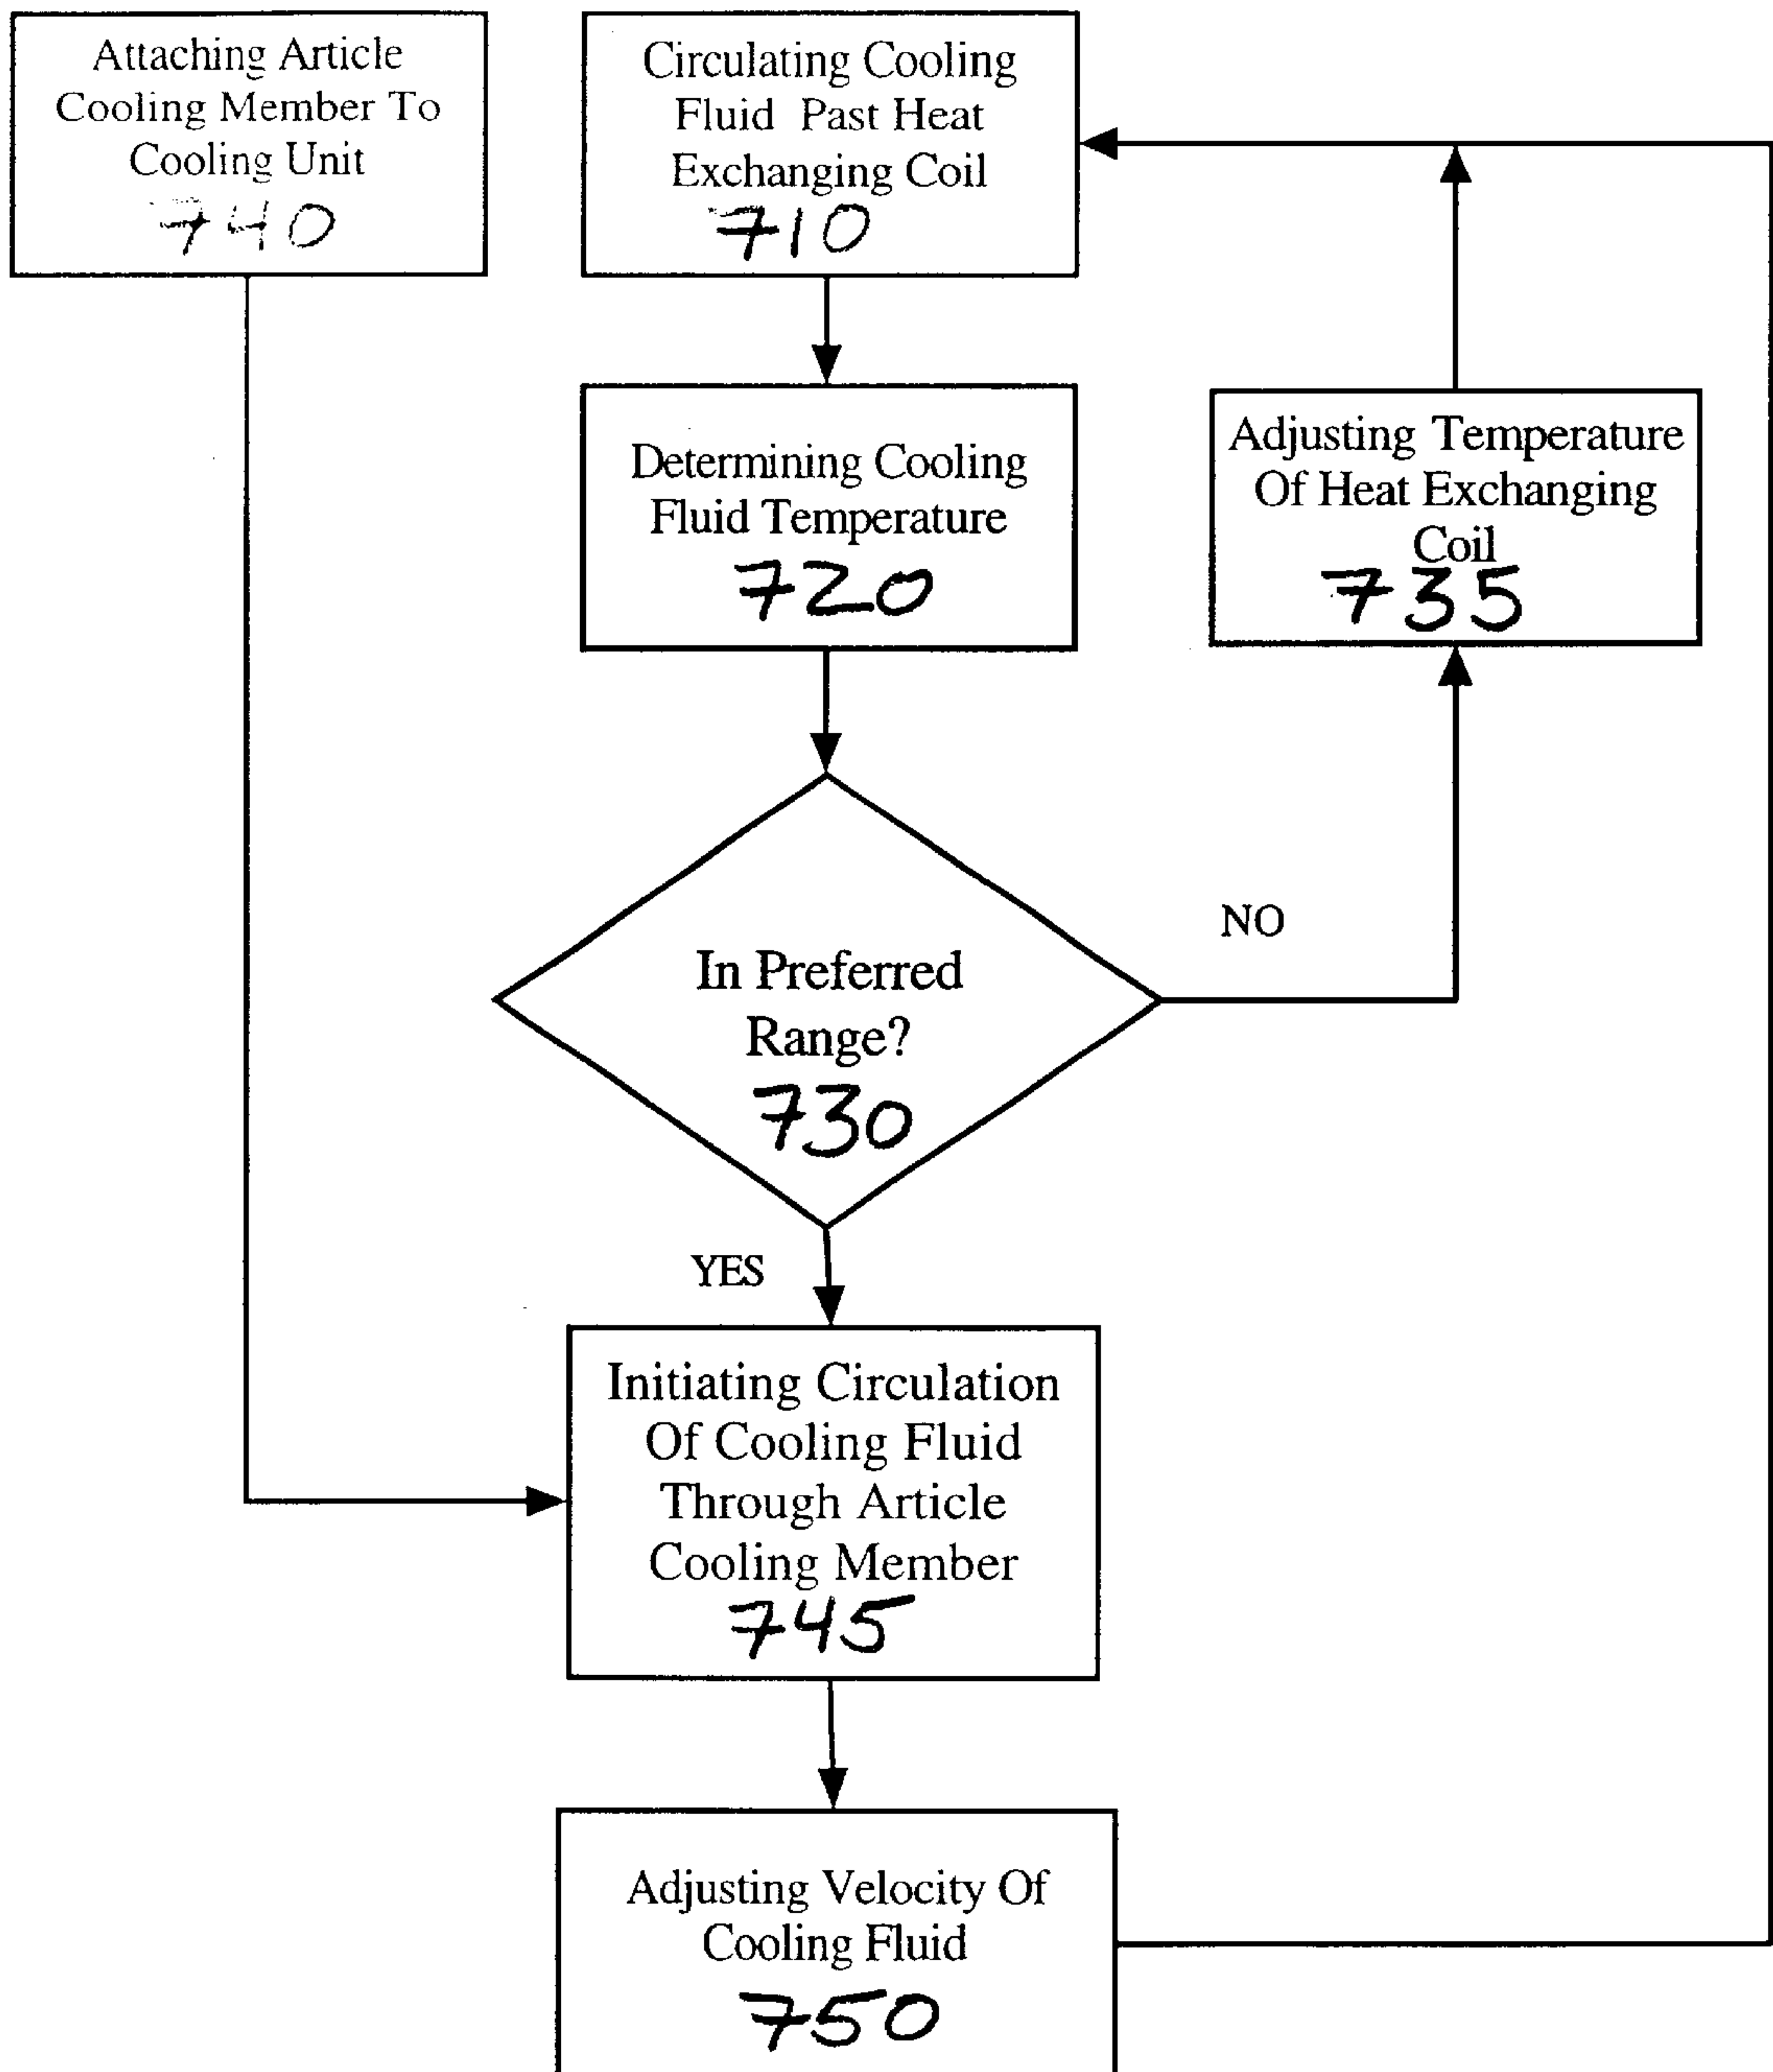 Attaching Article
Cooling Member To
Cooling Unit
740
Circulating Cooling
Fluid Past Heat
Exchanging Coil
710
Determining Cooling
Fluid Temperature
720
Adjusting Temperature
Of Heat Exchanging
Coil
735
In Preferred
Range?
730
NO
YES
Initiating Circulation
Of Cooling Fluid
Through Article
Cooling Member
745
Adjusting Velocity Of
Cooling Fluid
750